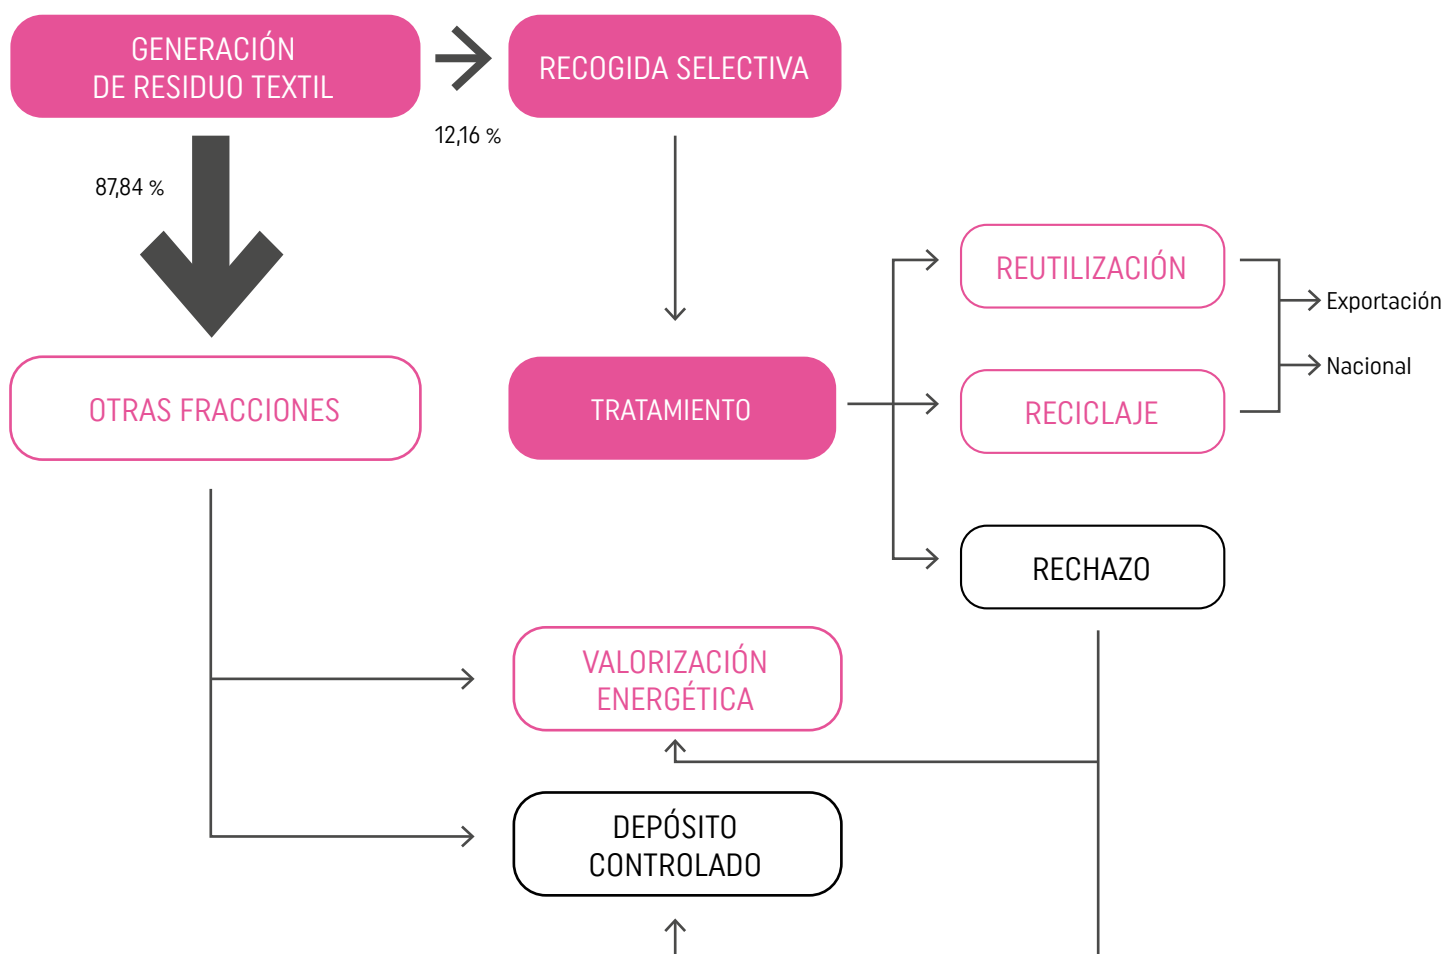 GENERACIÓN
DE RESIDUO TEXTIL
RECOGIDA SELECTIVA
12,16 %
87,84 %
REUTILIZACIÓN
Exportación
Nacional
OTRAS FRACCIONES
TRATAMIENTO
RECICLAJE
RECHAZO
VALORIZACIÓN
ENERGÉTICA
DEPÓSITO
CONTROLADO